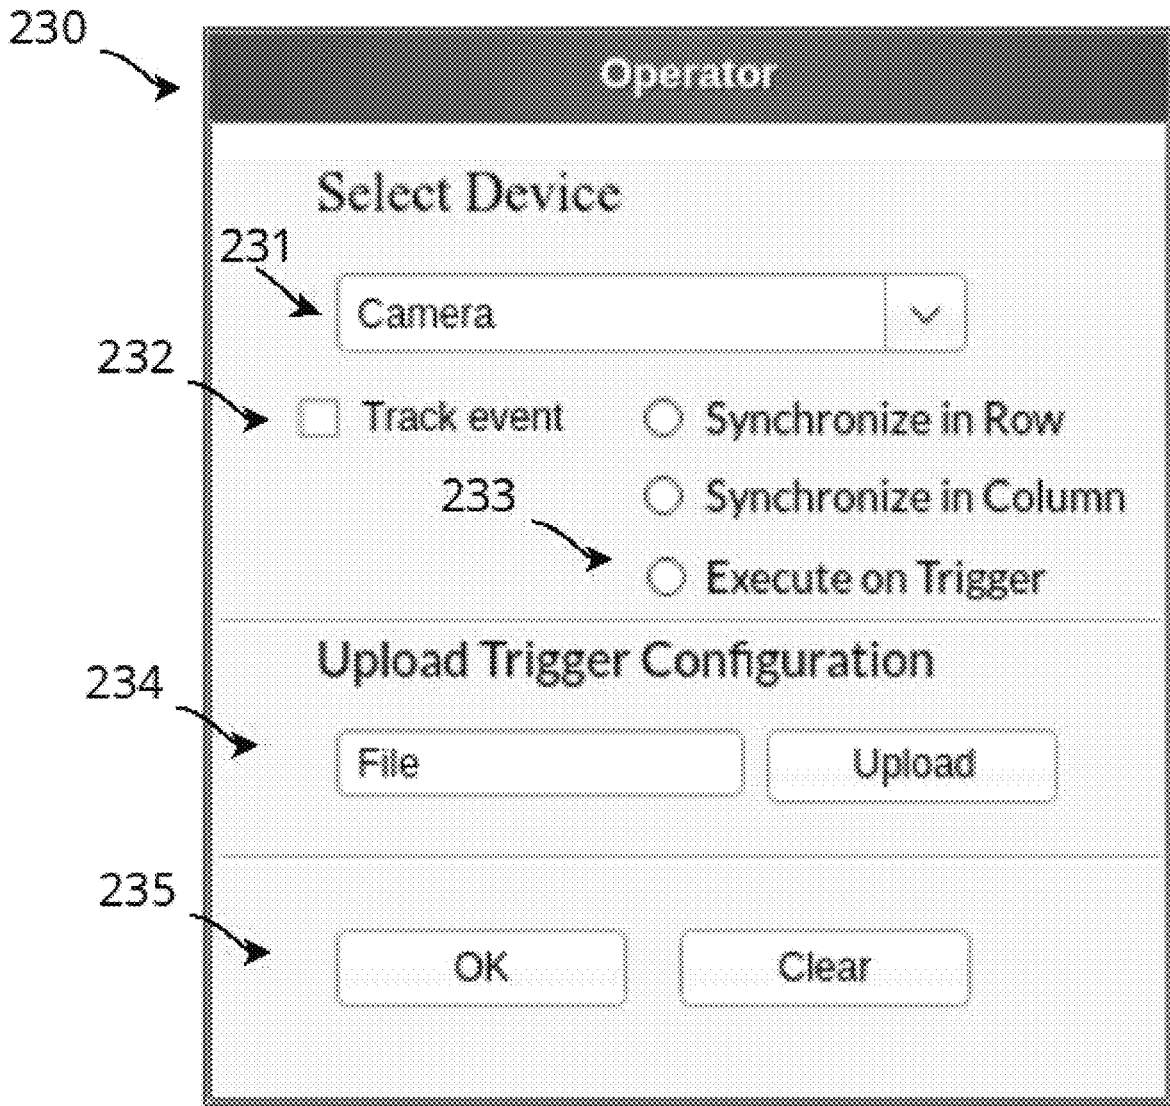 230
Operator
Select Device
231
Camera
232
Track event
Synchronize in Row
233
Synchronize in Column
Execute on Trigger
Upload Trigger Configuration
234
File
Upload
235
OK
Clear